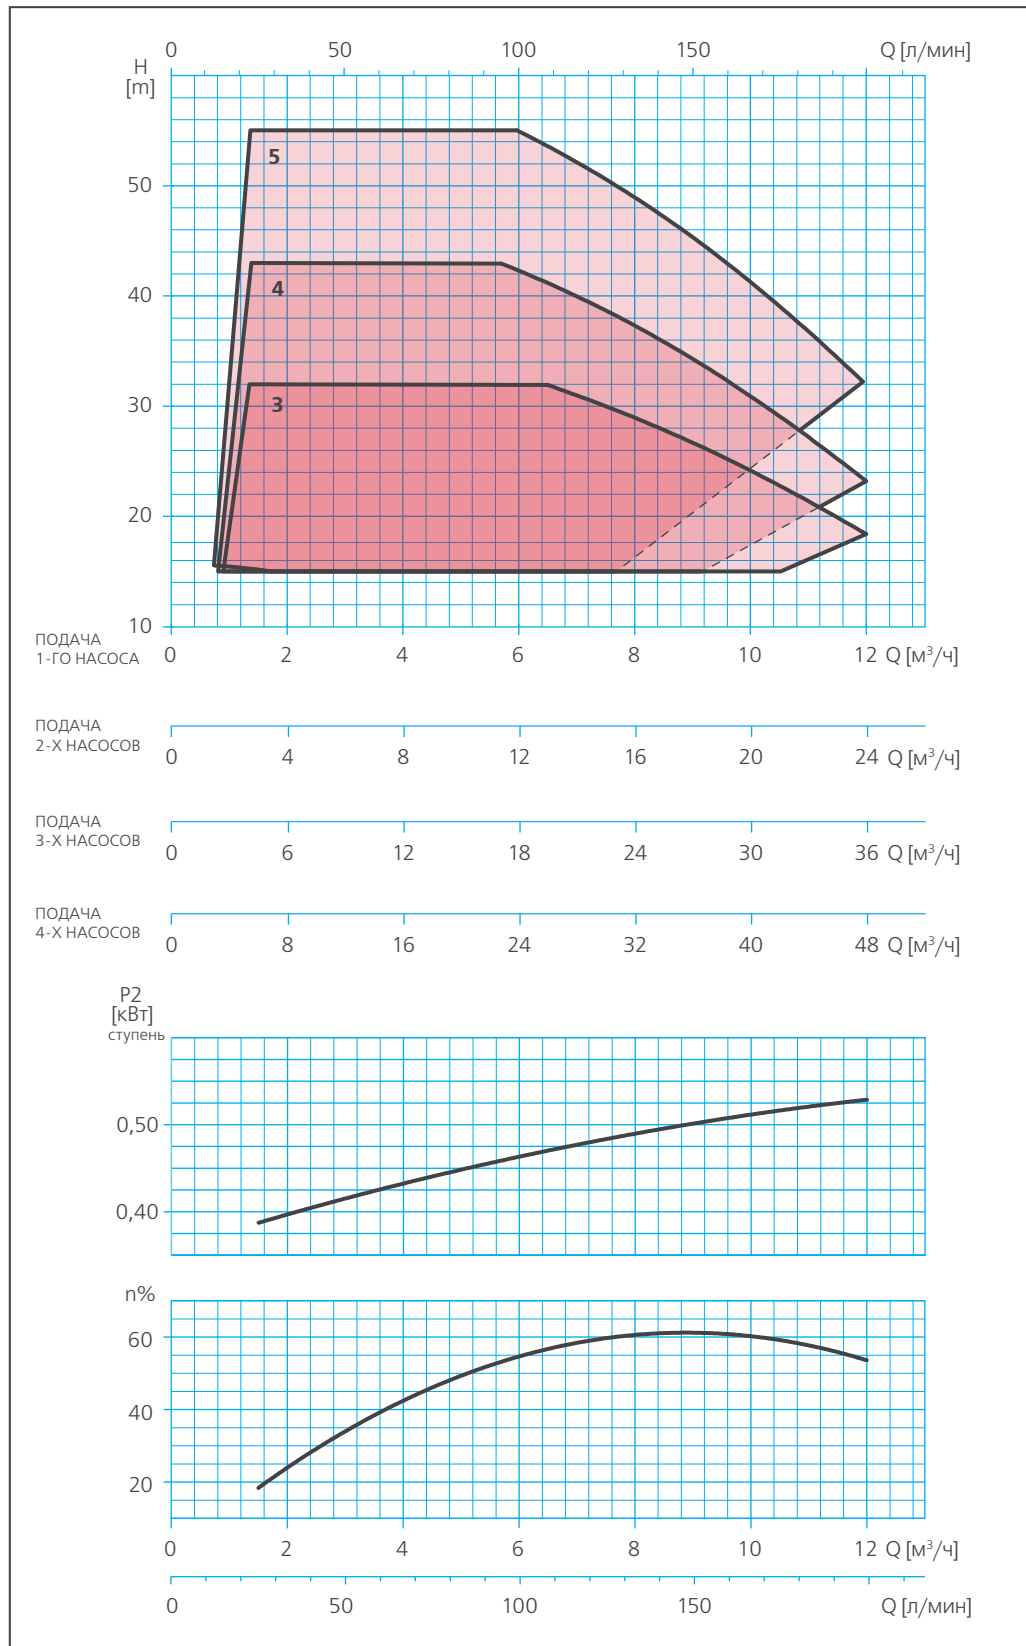 0 50 100 150 Q [л/мин]
H
[m]
5
50
4
40
3
30
20
10
ПОДАЧА
1-ГО НАСОСА
0 2 4 6 8 10 12 Q [м³/ч]
ПОДАЧА
2-Х НАСОСОВ
0 4 8 12 16 20 24 Q [м³/ч]
ПОДАЧА
3-Х НАСОСОВ
0 6 12 18 24 30 36 Q [м³/ч]
ПОДАЧА
4-Х НАСОСОВ
0 8 16 24 32 40 48 Q [м³/ч]
P2
[кВт]
ступень
0,50
0,40
n%
60
40
20
0 2 4 6 8 10 12 Q [м³/ч]
0 50 100 150 Q [л/мин]